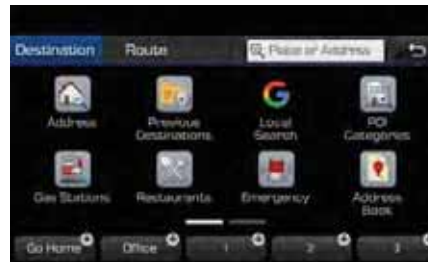 Destination Route Place or Address
Address Previous Destinations Local Search POI Categories
Gas Stations Restaurants Emergency Address Book
Go Home Office 1 2 3